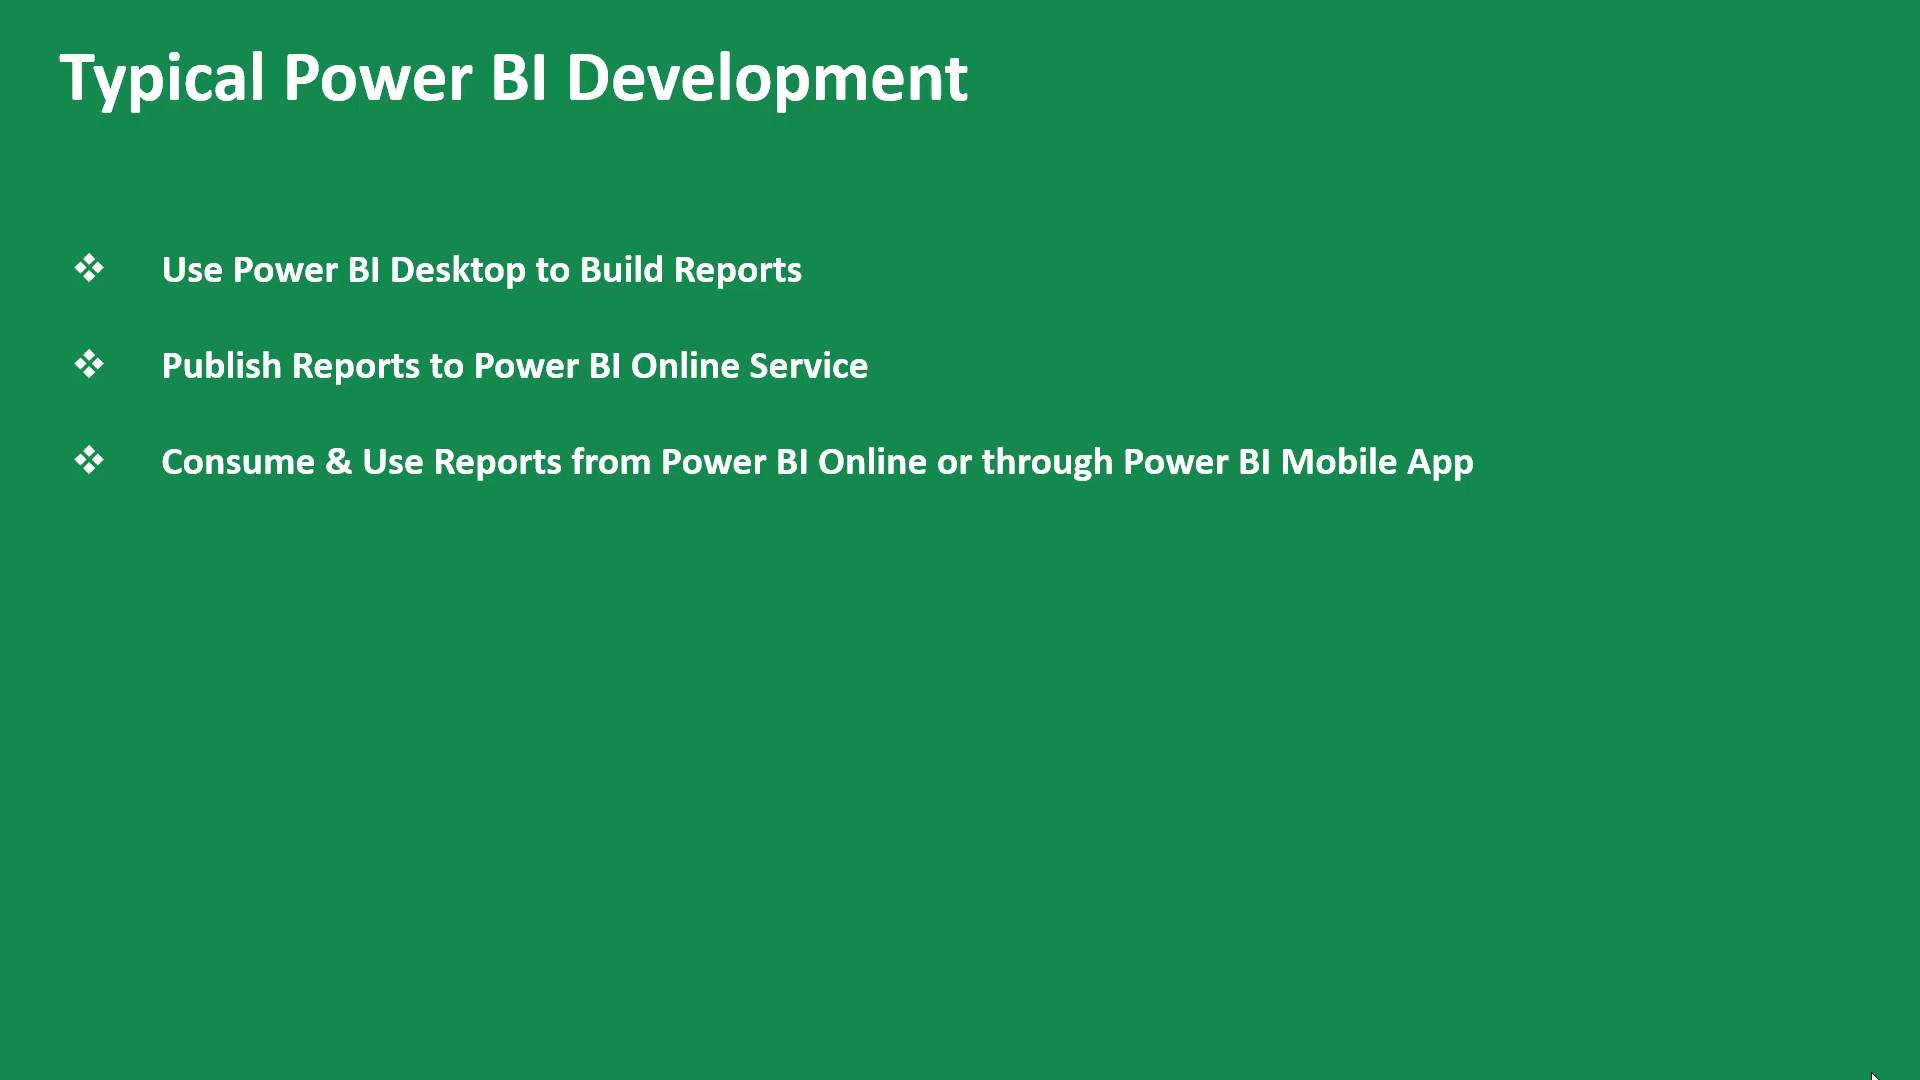 Typical Power BI Development
❖ Use Power BI Desktop to Build Reports
❖ Publish Reports to Power BI Online Service
❖ Consume & Use Reports from Power BI Online or through Power BI Mobile App